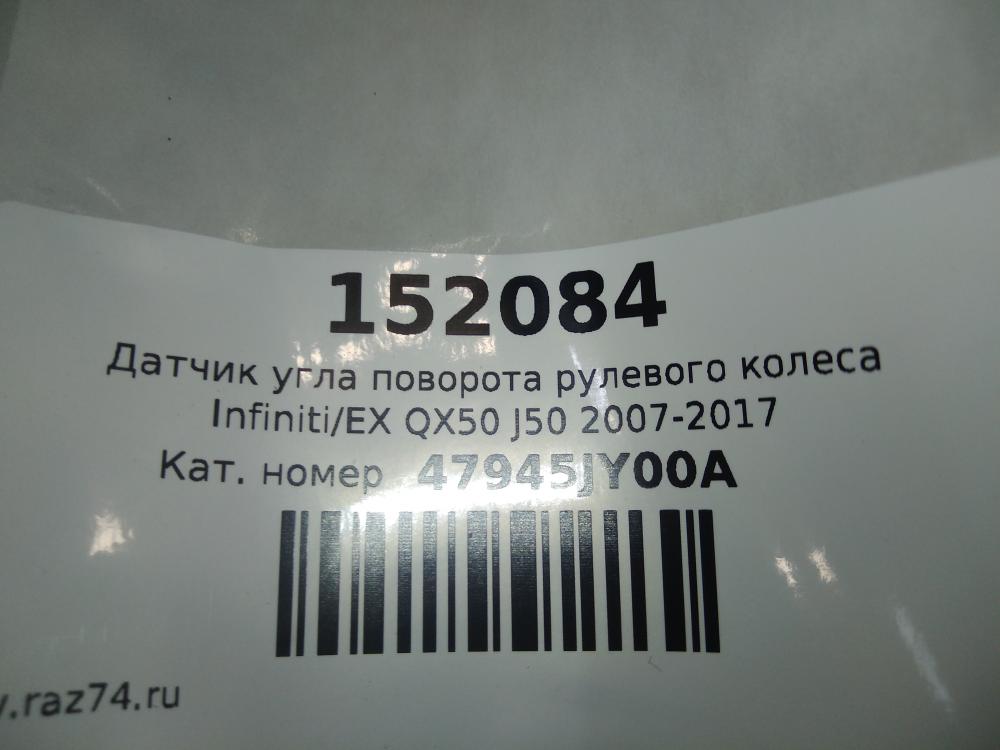 152084
Датчик угла поворота рулевого колеса
Infiniti/EX QX50 J50 2007-2017
Кат. номер 47945JY00A
.raz74.ru